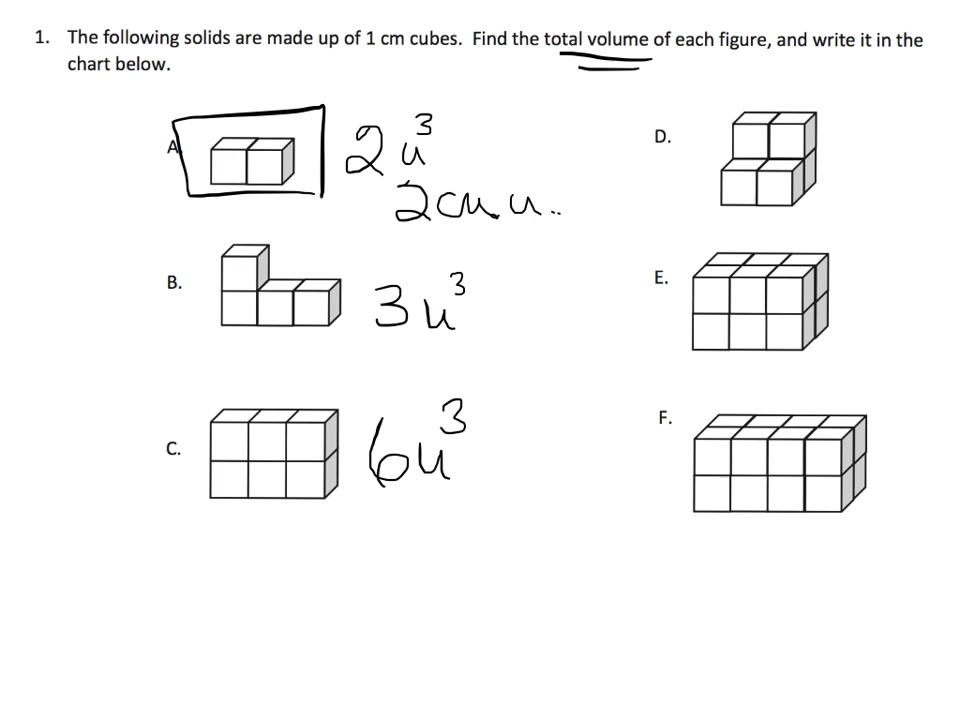 1. The following solids are made up of 1 cm cubes. Find the total volume of each figure, and write it in the
chart below.
A.
2u³
2cu. u..
B.
3u³
C.
6u³
D.
E.
F.